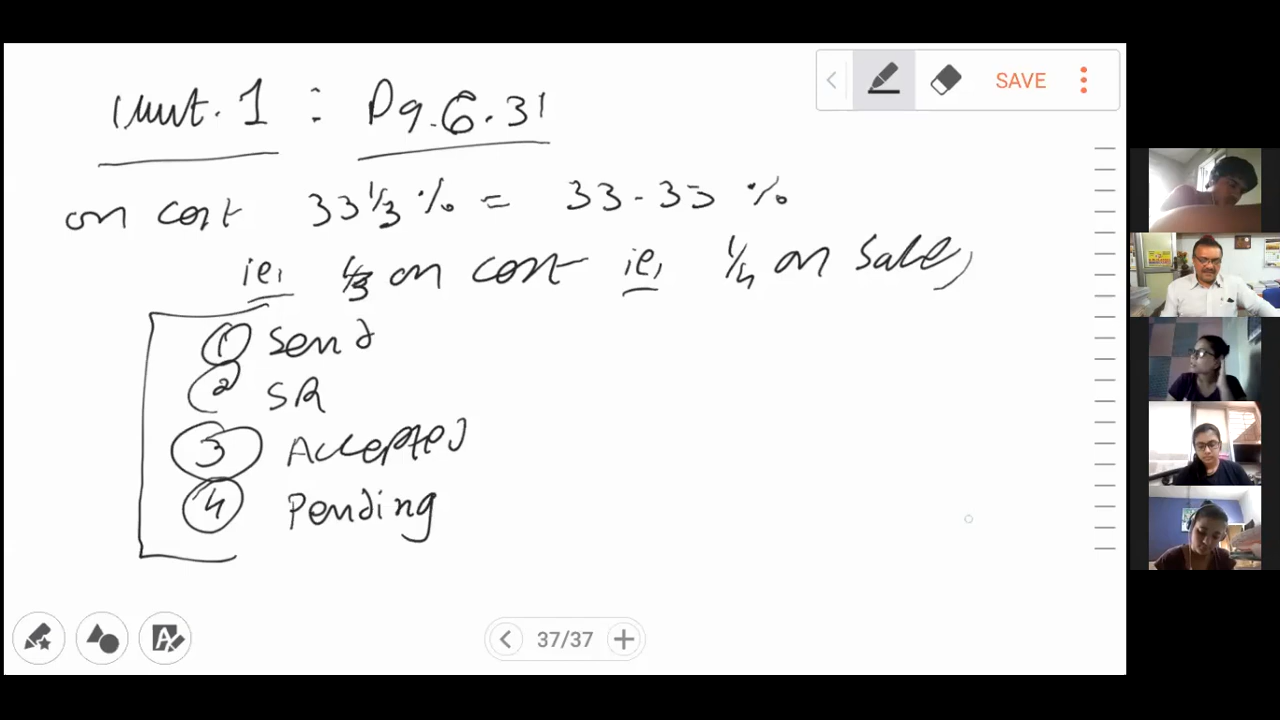 Unit. 1 : Pg. 6.31
SAVE
on cost 33 1/3 % = 33.33 %
ie, 1/3 on cost ie, 1/4 on Sale,
① Send
② SR
③ Accepted
④ Pending
37/37